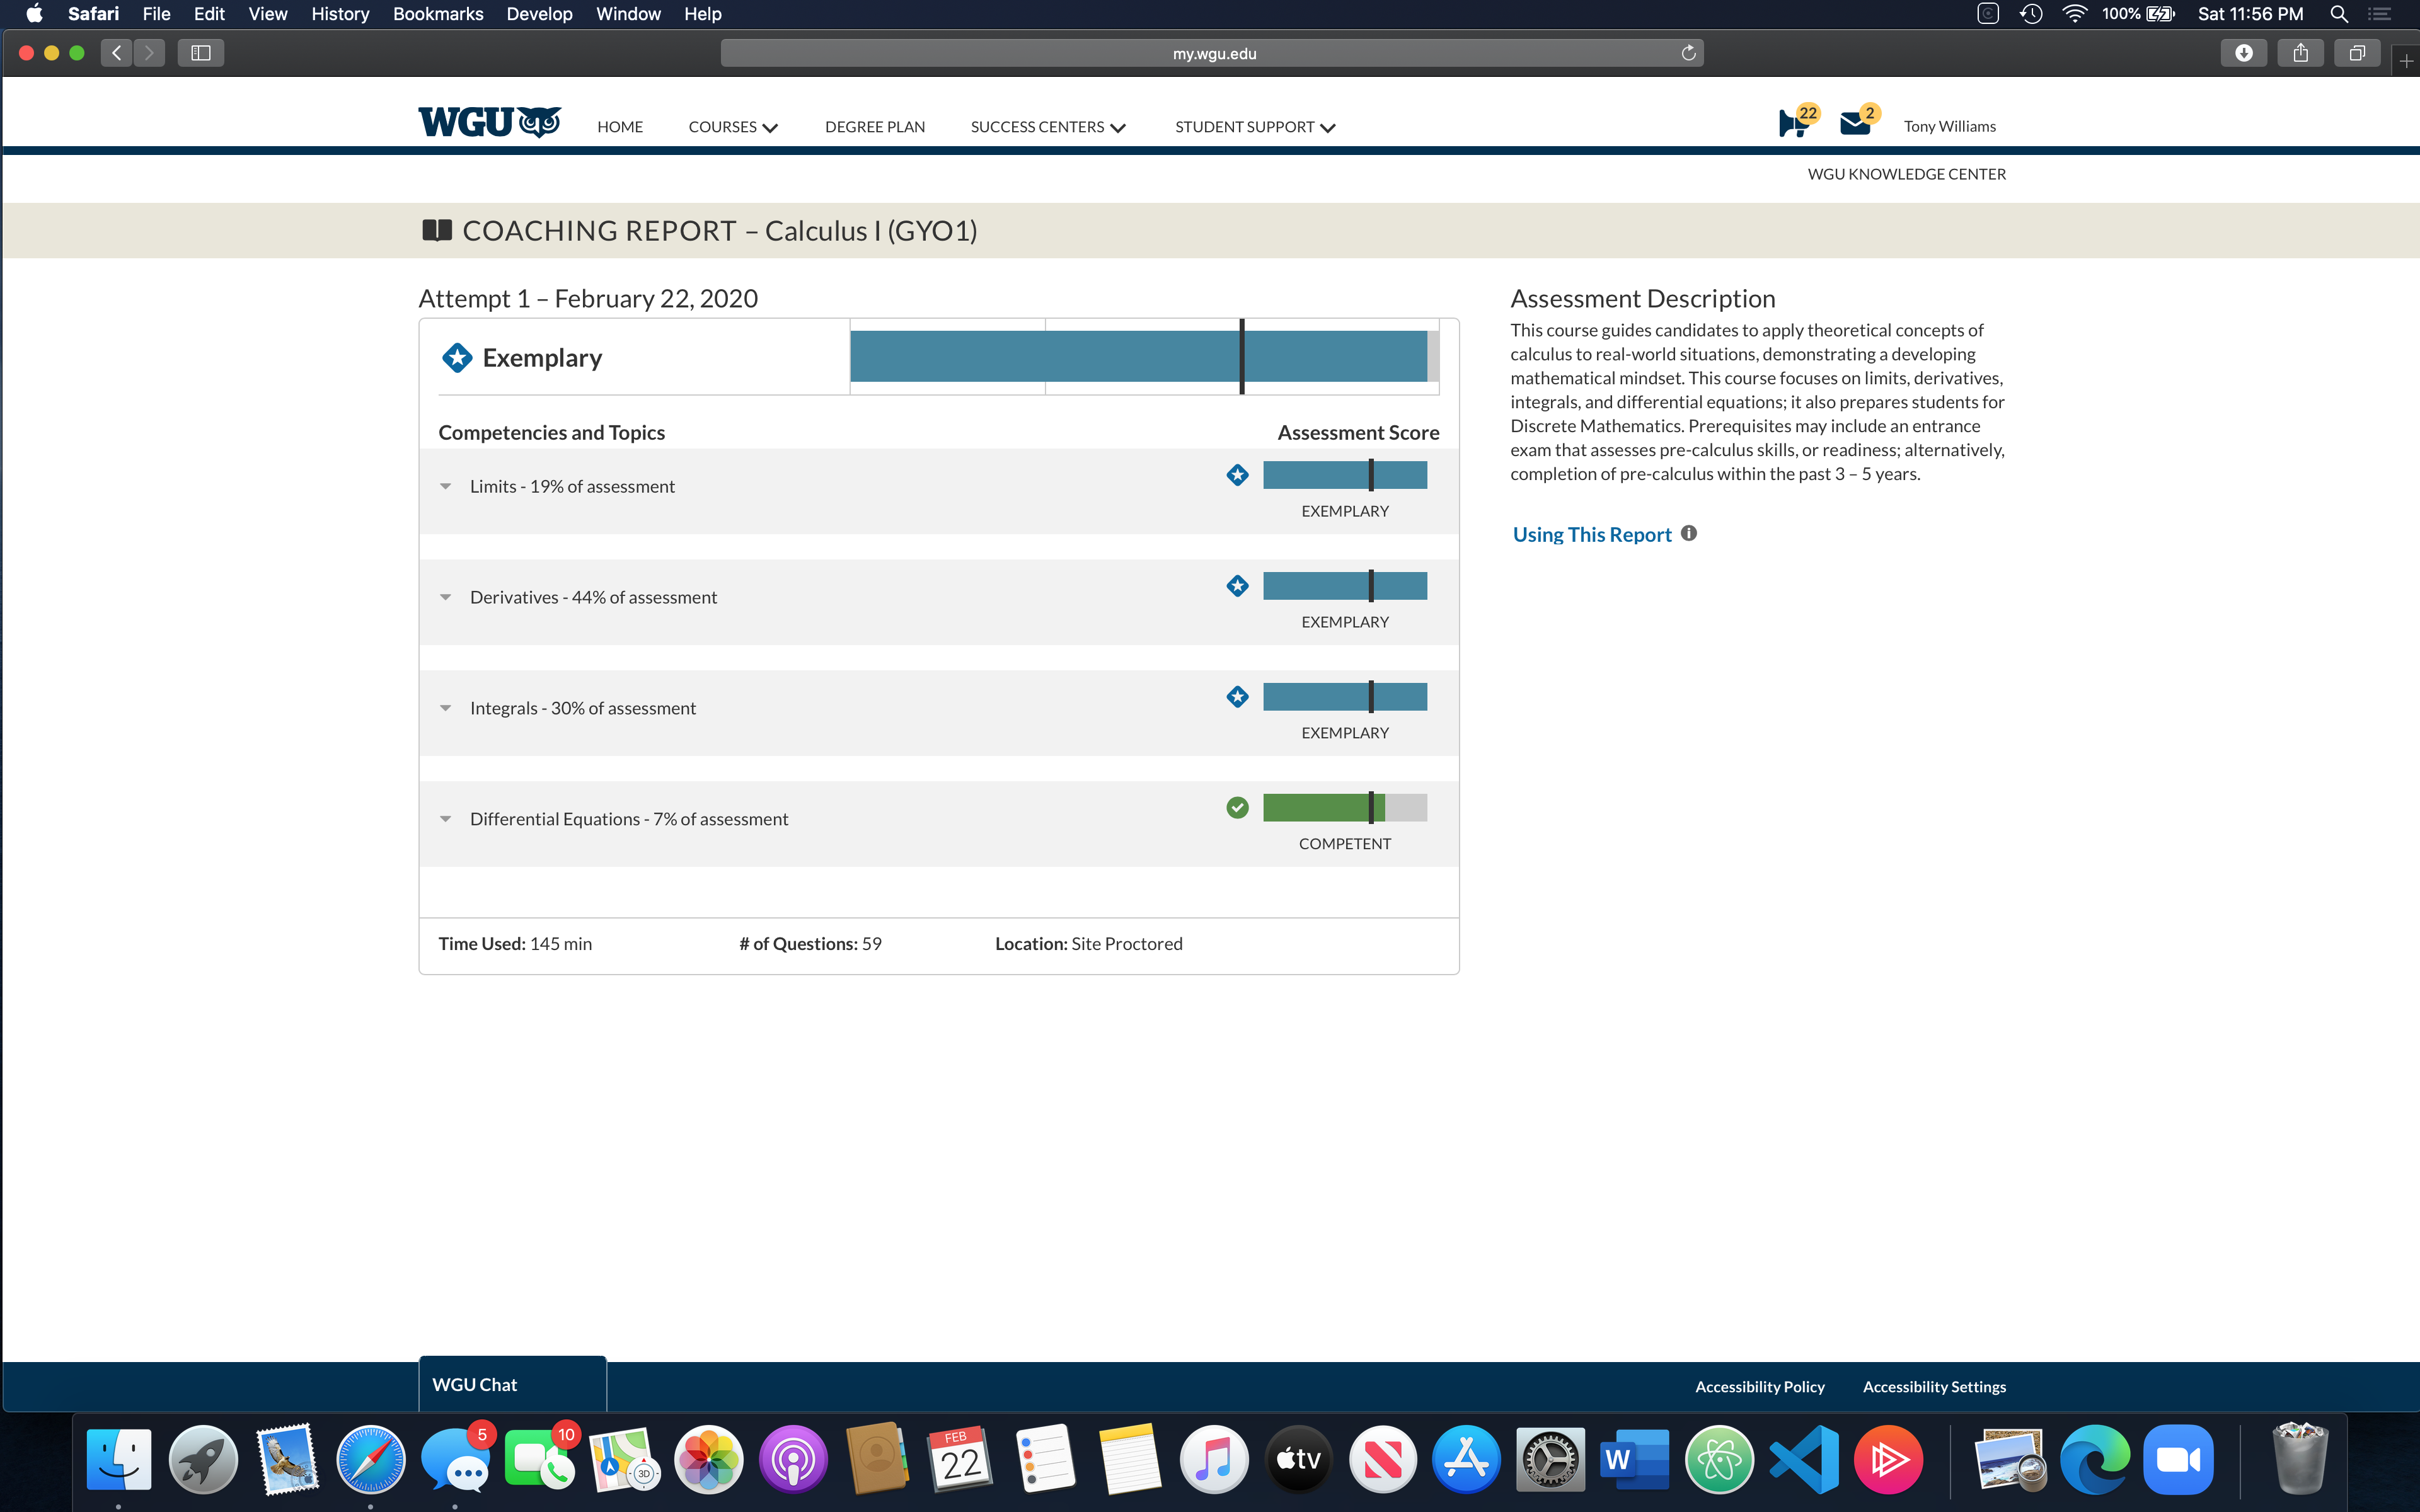 Safari File Edit View History Bookmarks Develop Window Help 100% Sat 11:56 PM
my.wgu.edu
WGU HOME COURSES DEGREE PLAN SUCCESS CENTERS STUDENT SUPPORT 22 2 Tony Williams
WGU KNOWLEDGE CENTER
COACHING REPORT – Calculus I (GYO1)
Attempt 1 – February 22, 2020
Exemplary
Competencies and Topics Assessment Score
Limits - 19% of assessment
EXEMPLARY
Derivatives - 44% of assessment
EXEMPLARY
Integrals - 30% of assessment
EXEMPLARY
Differential Equations - 7% of assessment
COMPETENT
Time Used: 145 min # of Questions: 59 Location: Site Proctored
Assessment Description
This course guides candidates to apply theoretical concepts of
calculus to real-world situations, demonstrating a developing
mathematical mindset. This course focuses on limits, derivatives,
integrals, and differential equations; it also prepares students for
Discrete Mathematics. Prerequisites may include an entrance
exam that assesses pre-calculus skills, or readiness; alternatively,
completion of pre-calculus within the past 3 – 5 years.
Using This Report
WGU Chat
Accessibility Policy Accessibility Settings
5 10 3D FEB 22 tv W